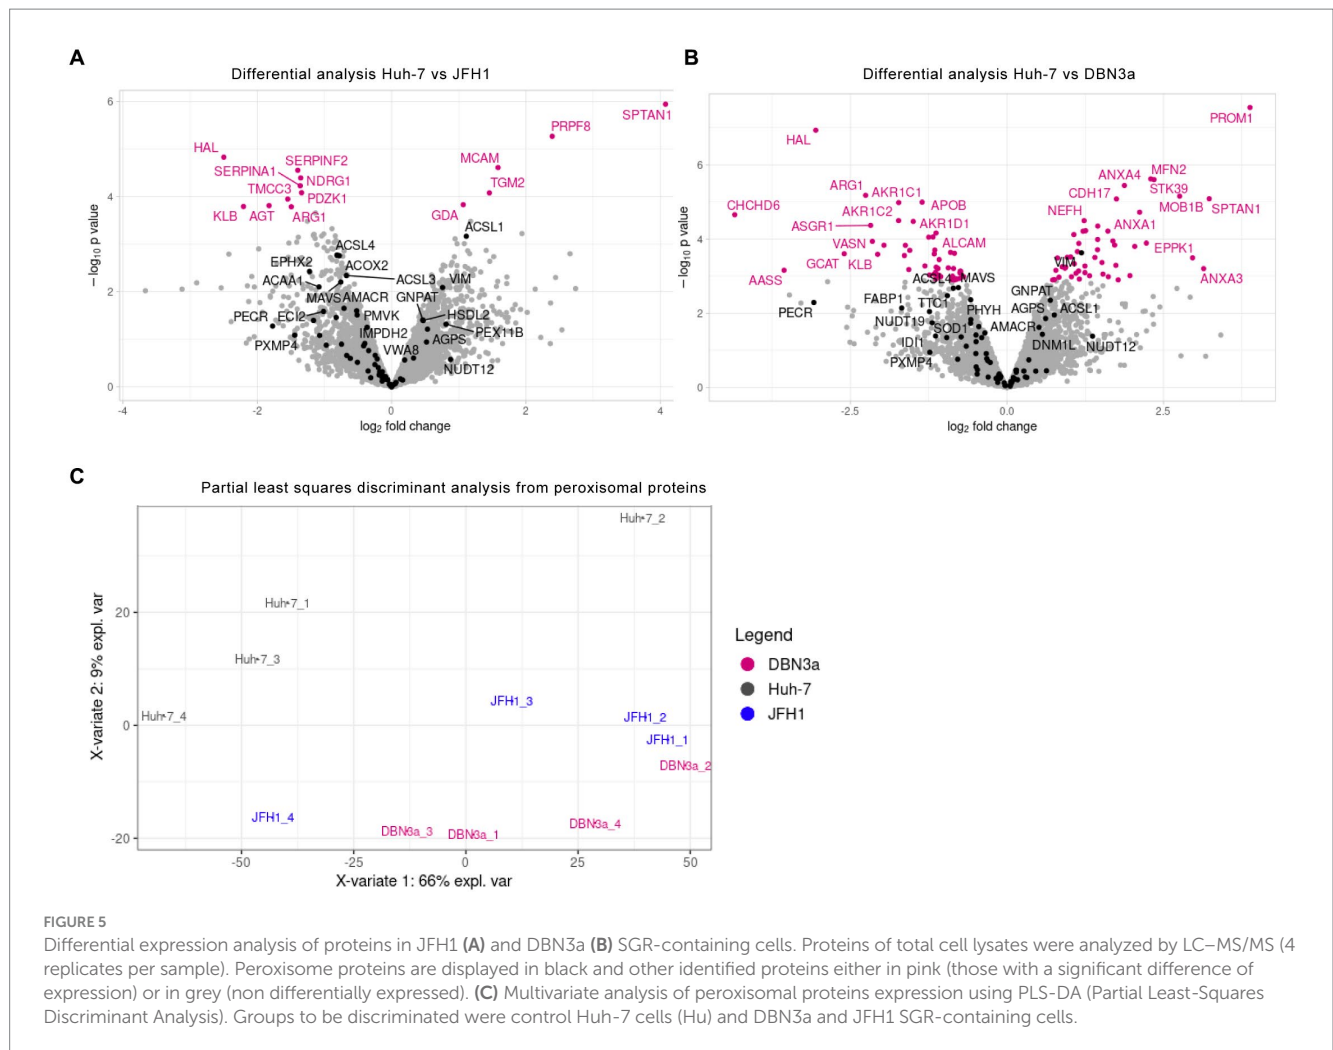 A
Differential analysis Huh-7 vs JFH1
6
4
2
0
-4
-2
0
2
4
− log10 p value
log2 fold change
SPTAN1
PRPF8
HAL
SERPINF2
MCAM
SERPINA1
NDRG1
TGM2
TMCC3
PDZK1
KLB
AGT
ARG1
GDA
ACSL1
ACSL4
EPHX2
ACOX2
ACAA1
ACSL3
VIM
MAVS
AMACR
GNPAT
PECR
ECI2
PMVK
HSDL2
IMPDH2
PEX11B
PXMP4
VWA8
AGPS
NUDT12
B
Differential analysis Huh-7 vs DBN3a
6
4
2
0
-2.5
0.0
2.5
− log10 p value
log2 fold change
PROM1
HAL
MFN2
ANXA4
ARG1
AKR1C1
STK39
CDH17
CHCHD6
APOB
MOB1B
SPTAN1
AKR1C2
NEFH
ASGR1
AKR1D1
ANXA1
VASN
ALCAM
EPPK1
GCAT
KLB
VIM
AASS
ACSL4
MAVS
ANXA3
GNPAT
PECR
FABP1
TTC1
PHYH
AGPS
ACSL1
NUDT19
SOD1
AMACR
IDI1
DNM1L
NUDT12
PXMP4
C
Partial least squares discriminant analysis from peroxisomal proteins
Huh-7_2
Huh-7_1
Huh-7_3
Huh-7_4
JFH1_3
JFH1_2
JFH1_1
DBN3a_2
JFH1_4
DBN3a_3
DBN3a_1
DBN3a_4
20
0
-20
-50
-25
0
25
50
X-variate 2: 9% expl. var
X-variate 1: 66% expl. var
Legend
DBN3a
Huh-7
JFH1
FIGURE 5
Differential expression analysis of proteins in JFH1 (A) and DBN3a (B) SGR-containing cells. Proteins of total cell lysates were analyzed by LC–MS/MS (4
replicates per sample). Peroxisome proteins are displayed in black and other identified proteins either in pink (those with a significant difference of
expression) or in grey (non differentially expressed). (C) Multivariate analysis of peroxisomal proteins expression using PLS-DA (Partial Least-Squares
Discriminant Analysis). Groups to be discriminated were control Huh-7 cells (Hu) and DBN3a and JFH1 SGR-containing cells.